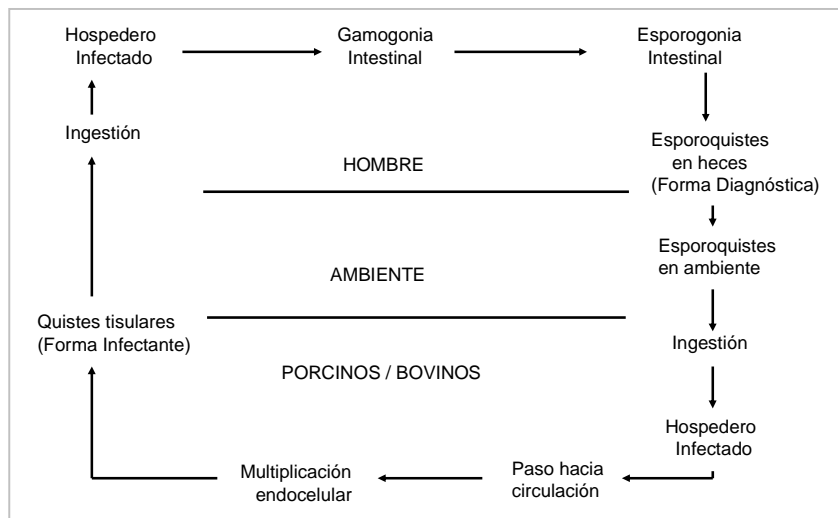 Hospedero
Infectado
Gamogonia
Intestinal
Esporogonia
Intestinal
Ingestión
HOMBRE
Esporoquistes
en heces
(Forma Diagnóstica)
Esporoquistes
en ambiente
AMBIENTE
Quistes tisulares
(Forma Infectante)
Ingestión
PORCINOS / BOVINOS
Hospedero
Infectado
Multiplicación
endocelular
Paso hacia
circulación